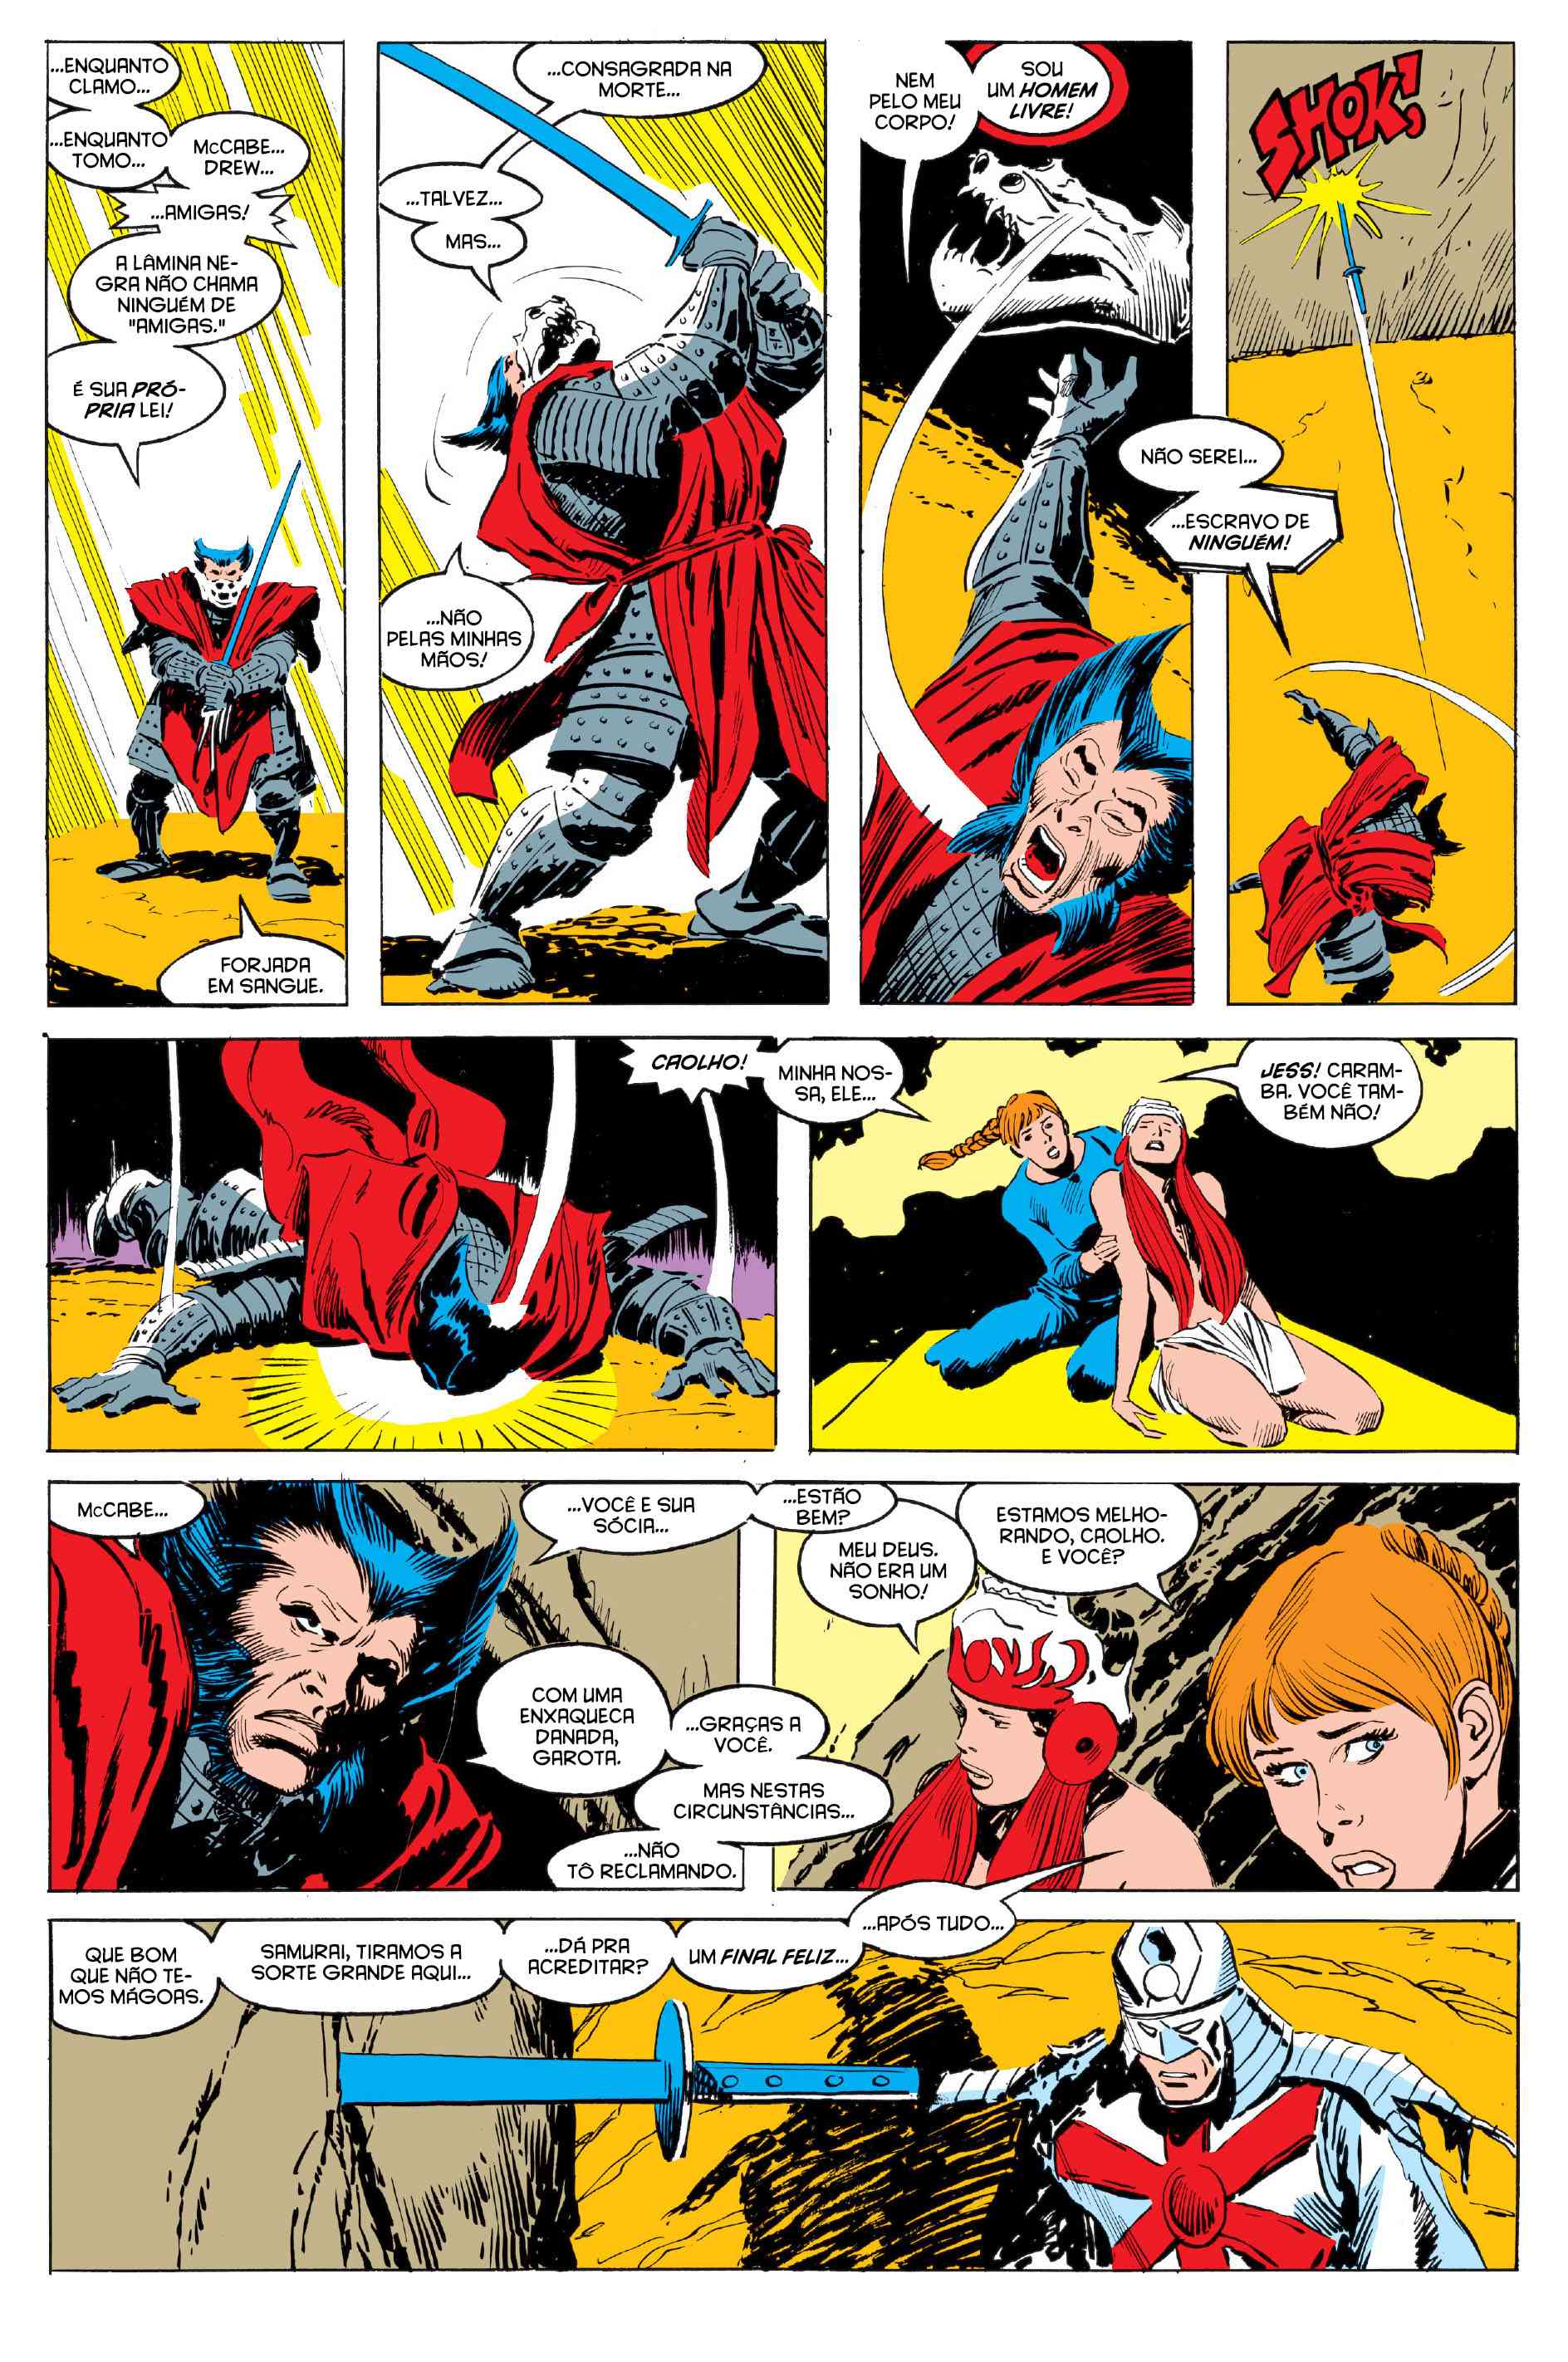 ...ENQUANTO
CLAMO...
...ENQUANTO
TOMO...
McCABE...
DREW...
...AMIGAS!
A LÂMINA NE-
GRA NÃO CHAMA
NINGUÉM DE
"AMIGAS."
É SUA PRÓ-
PRIA LEI!
FORJADA
EM SANGUE.
...CONSAGRADA NA
MORTE...
...TALVEZ...
MAS...
...NÃO
PELAS MINHAS
MÃOS!
NEM
PELO MEU
CORPO!
SOU
UM HOMEM
LIVRE!
SHOK!
NÃO SEREI...
...ESCRAVO DE
NINGUÉM!
CAOLHO!
MINHA NOS-
SA, ELE...
JESS! CARAM-
BA. VOCÊ TAM-
BÉM NÃO!
McCABE...
...VOCÊ E SUA
SÓCIA...
...ESTÃO
BEM?
MEU DEUS.
NÃO ERA UM
SONHO!
ESTAMOS MELHO-
RANDO, CAOLHO.
E VOCÊ?
COM UMA
ENXAQUECA
DANADA,
GAROTA.
...GRAÇAS A
VOCÊ.
MAS NESTAS
CIRCUNSTÂNCIAS...
...NÃO
TÔ RECLAMANDO.
QUE BOM
QUE NÃO TE-
MOS MÁGOAS.
SAMURAI, TIRAMOS A
SORTE GRANDE AQUI...
...DÁ PRA
ACREDITAR?
UM FINAL FELIZ...
...APÓS TUDO...